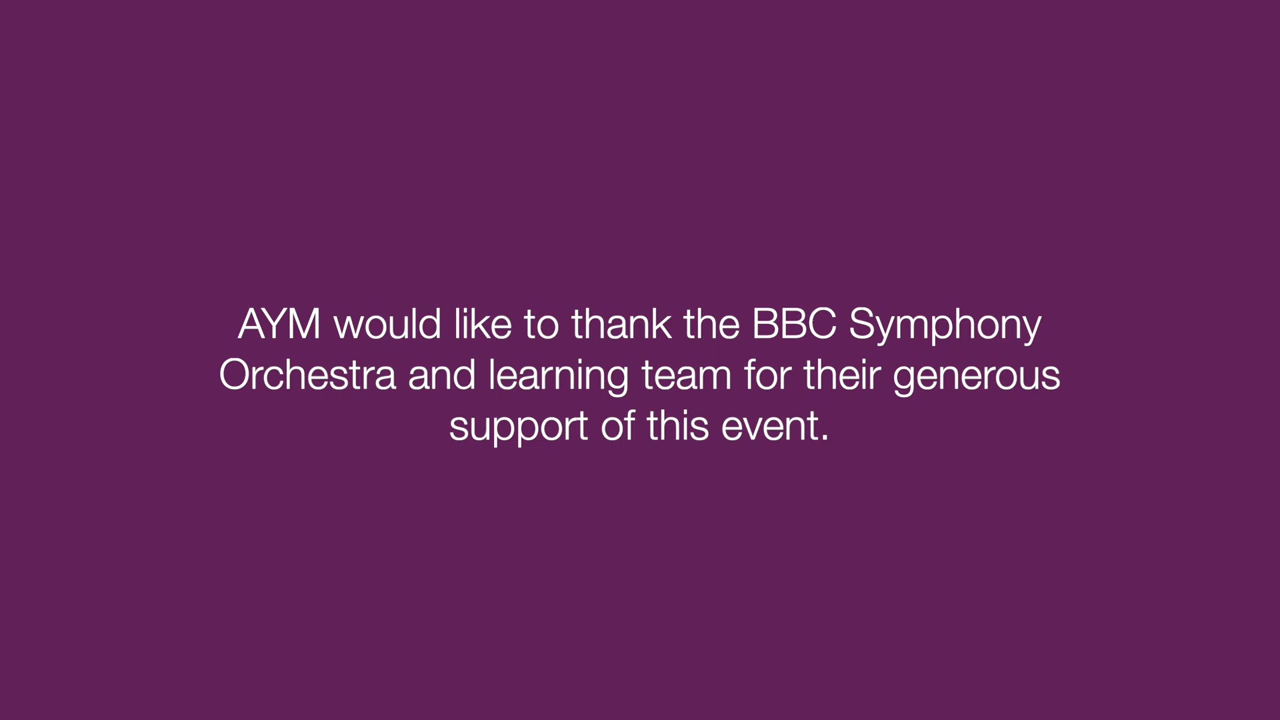 AYM would like to thank the BBC Symphony
Orchestra and learning team for their generous
support of this event.